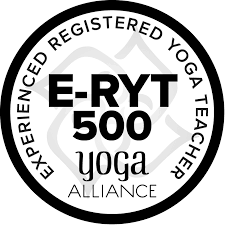 EXPERIENCED REGISTERED YOGA TEACHER
E-RYT
500
yoga
ALLIANCE